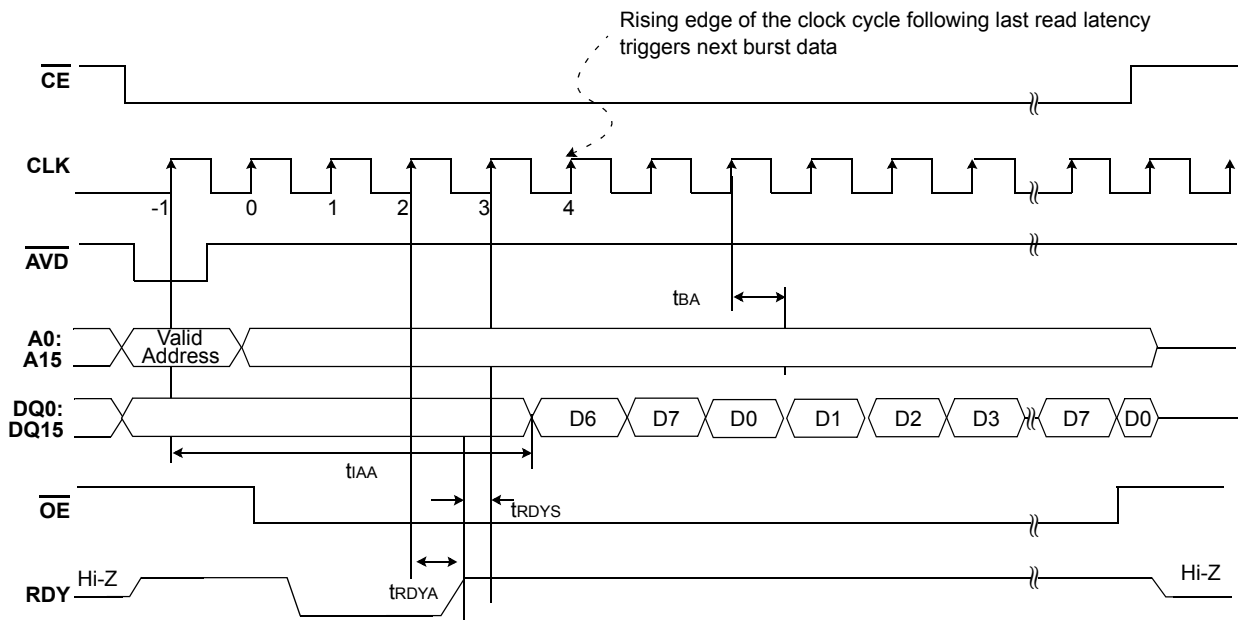 Rising edge of the clock cycle following last read latency
triggers next burst data
CE
CLK
-1 0 1 2 3 4
AVD
tBA
A0:
A15
Valid
Address
DQ0:
DQ15
D6 D7 D0 D1 D2 D3 D7 D0
tIAA
OE
tRDYS
RDY
Hi-Z
tRDYA
Hi-Z